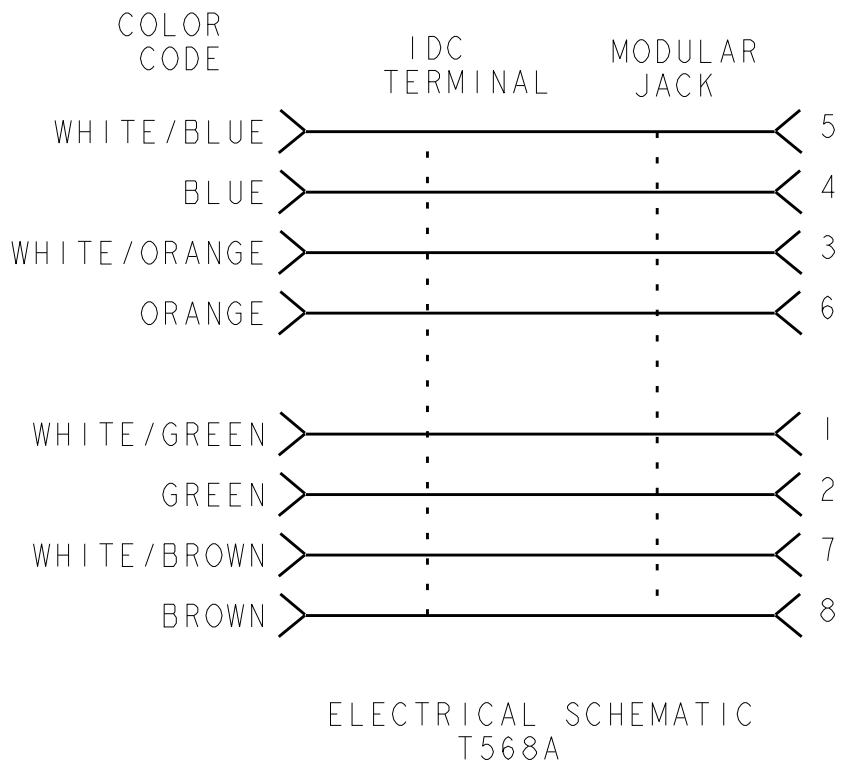 COLOR
CODE
IDC
TERMINAL
MODULAR
JACK
WHITE/BLUE 5
BLUE 4
WHITE/ORANGE 3
ORANGE 6
WHITE/GREEN 1
GREEN 2
WHITE/BROWN 7
BROWN 8
ELECTRICAL SCHEMATIC
T568A